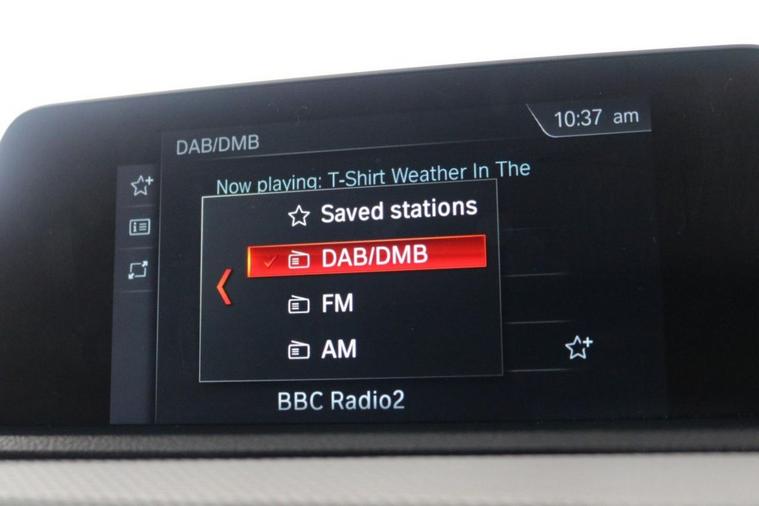 10:37 am
DAB/DMB
Now playing: T-Shirt Weather In The
Saved stations
DAB/DMB
FM
AM
BBC Radio2